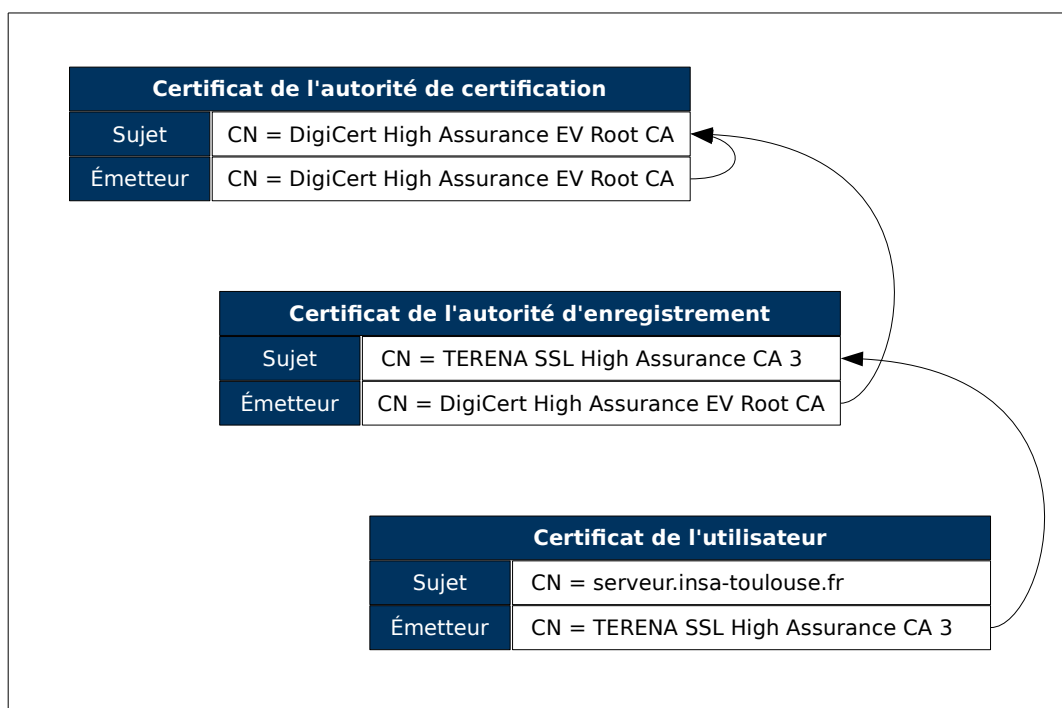 Certificat de l'autorité de certification
Sujet CN = DigiCert High Assurance EV Root CA
Émetteur CN = DigiCert High Assurance EV Root CA
Certificat de l'autorité d'enregistrement
Sujet CN = TERENA SSL High Assurance CA 3
Émetteur CN = DigiCert High Assurance EV Root CA
Certificat de l'utilisateur
Sujet CN = serveur.insa-toulouse.fr
Émetteur CN = TERENA SSL High Assurance CA 3